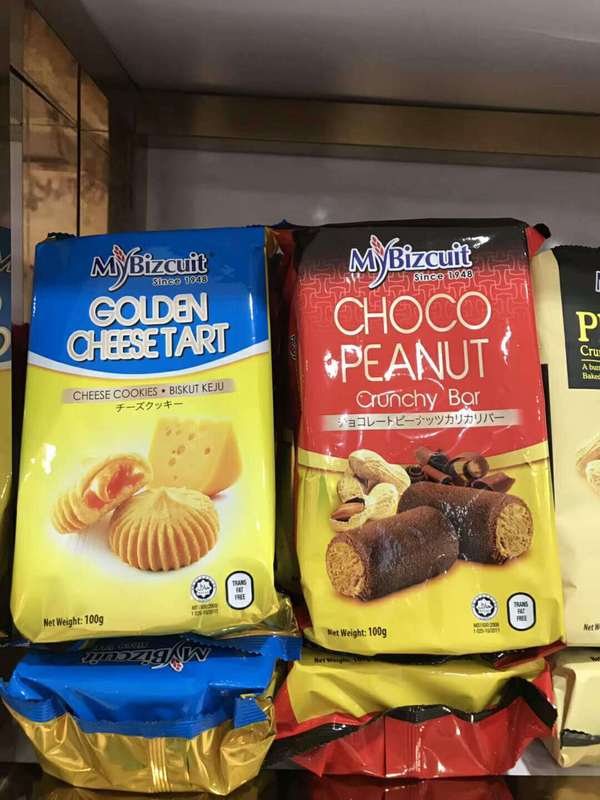 MyBizcuit
Since 1948
GOLDEN
CHEESE TART
CHEESE COOKIES • BISKUT KEJU
チーズクッキー
TRANS
FAT
FREE
Net Weight: 100g
MyBizcuit
Since 1948
CHOCO
PEANUT
Crunchy Bar
チョコレートピーナッツカリカリバー
TRANS
FAT
FREE
Net Weight: 100g
MyBizcuit
Net Weight: